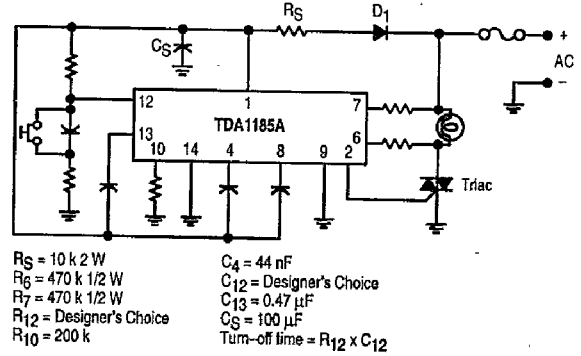 RS
D1
CS
+
AC
−
12
1
7
TDA1185A
13
6
10
14
4
8
9
2
Triac
RS = 10 k 2 W
R6 = 470 k 1/2 W
R7 = 470 k 1/2 W
R12 = Designer's Choice
R10 = 200 k
C4 = 44 nF
C12 = Designer's Choice
C13 = 0.47 µF
CS = 100 µF
Turn-off time = R12 x C12